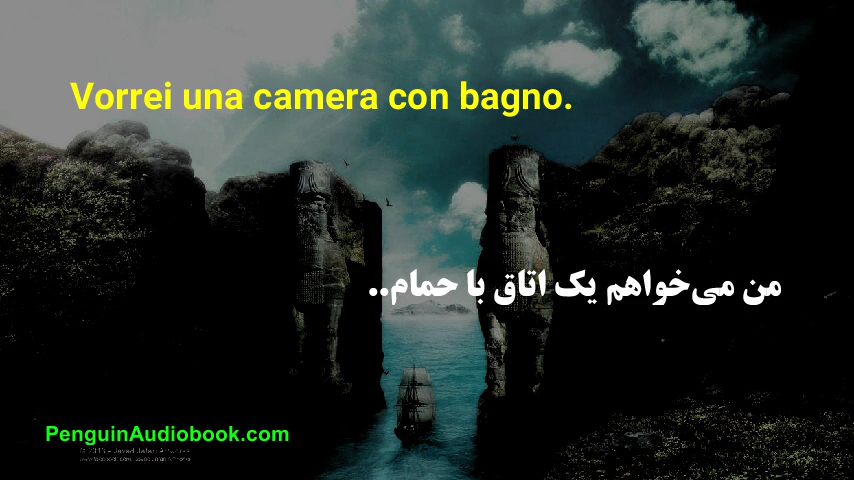 Vorrei una camera con bagno.
من می‌خواهم یک اتاق با حمام..
PenguinAudiobook.com